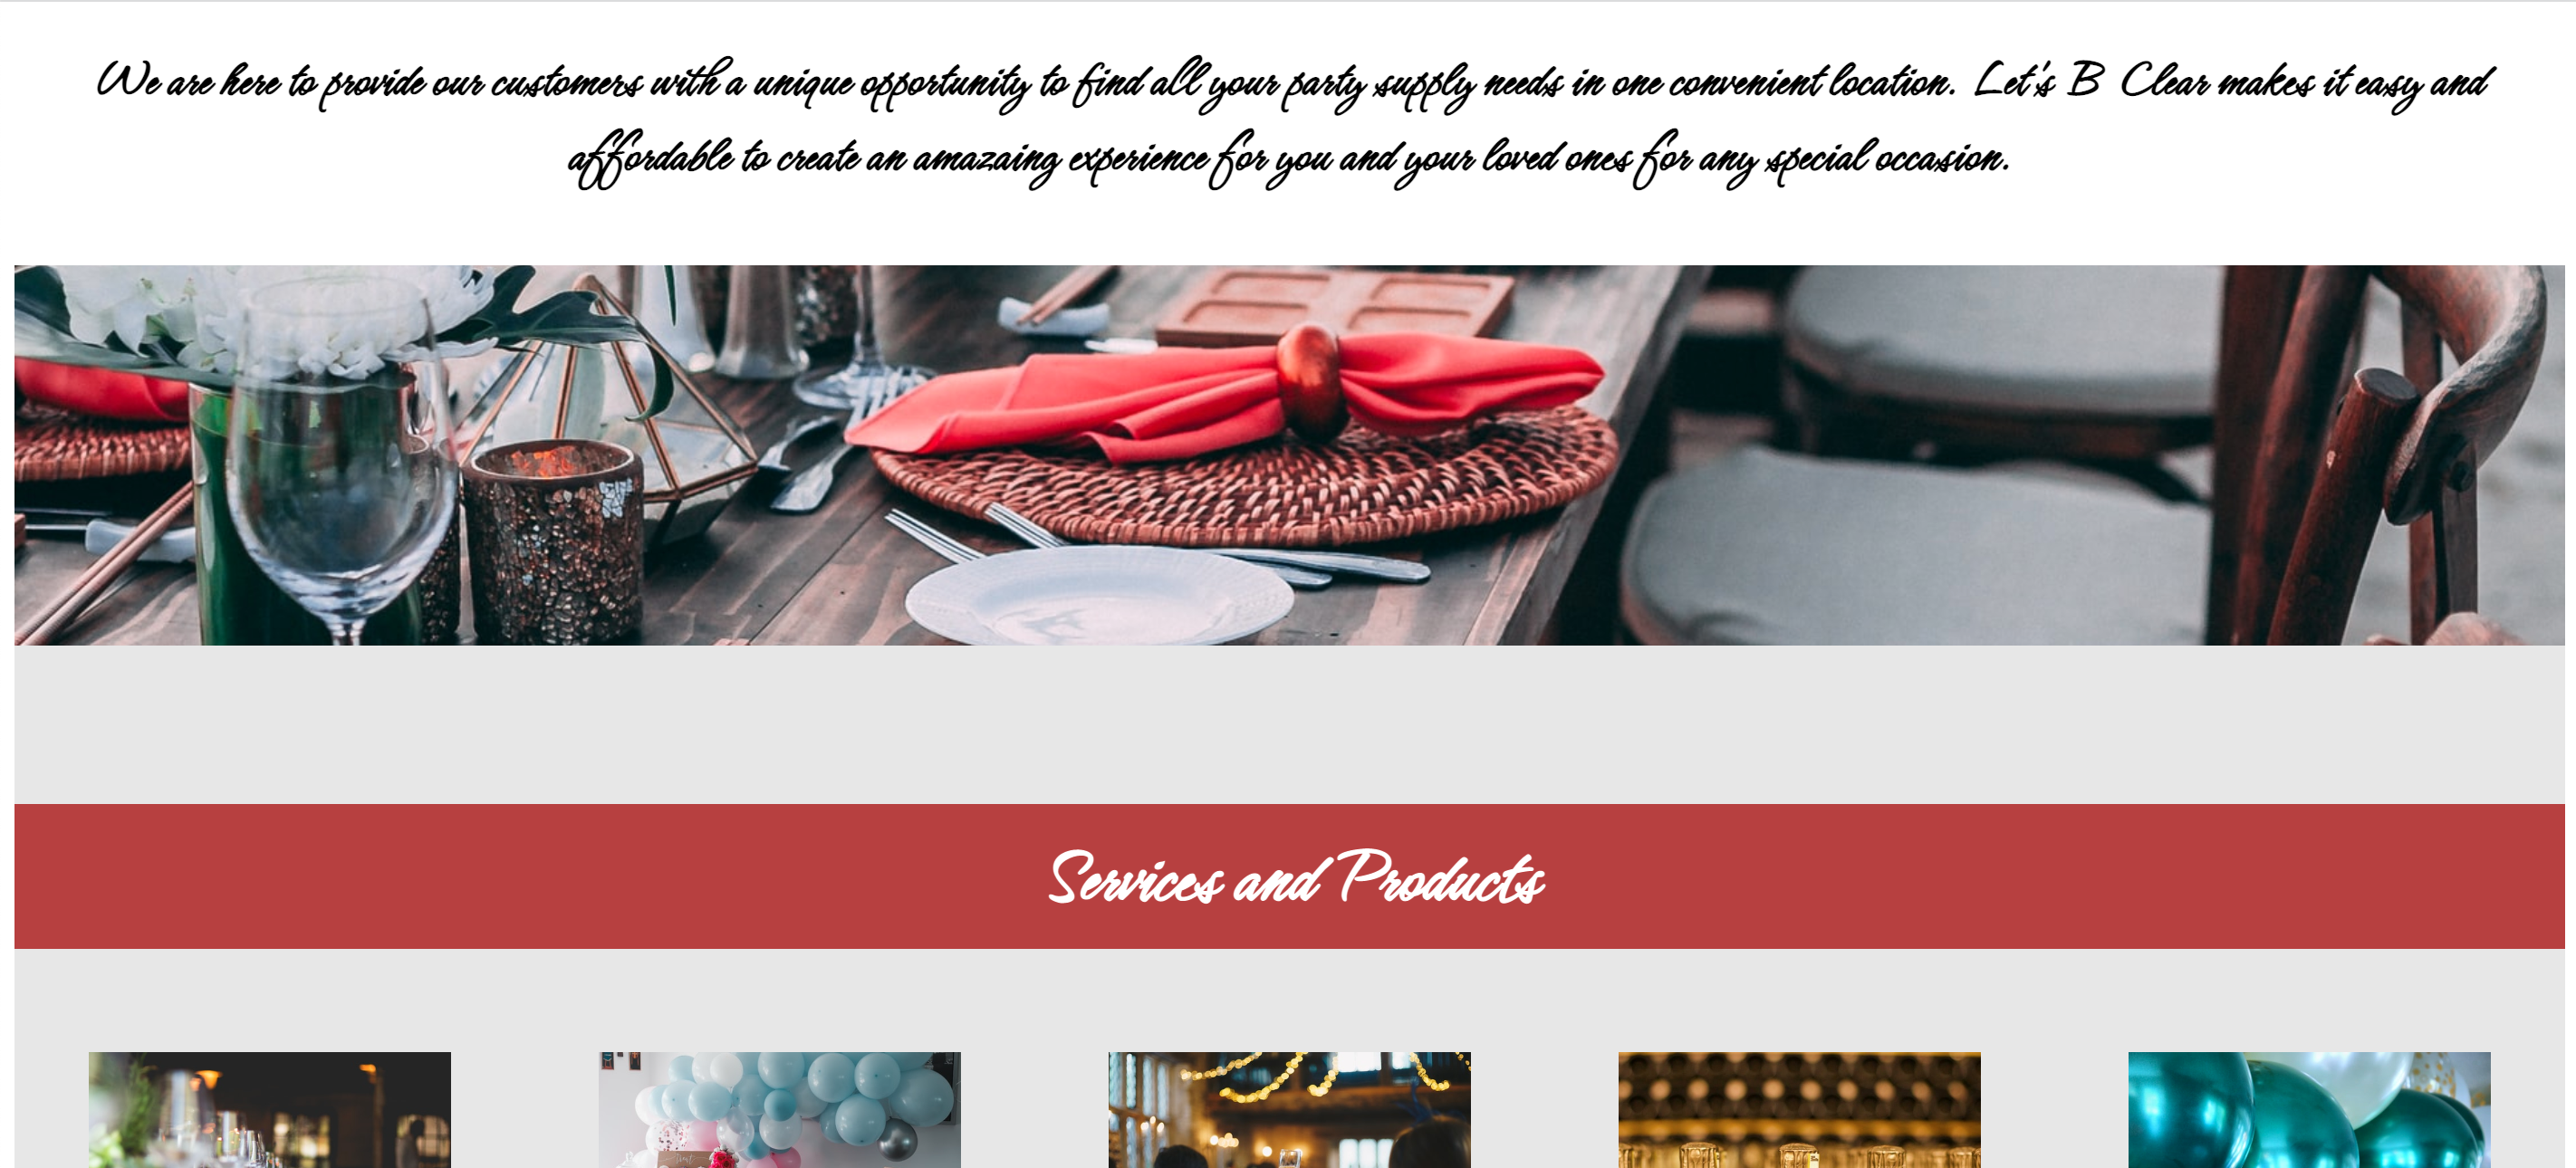 We are here to provide our customers with a unique opportunity to find all your party supply needs in one convenient location. Let's B Clear makes it easy and
affordable to create an amazaing experience for you and your loved ones for any special occasion.
Services and Products